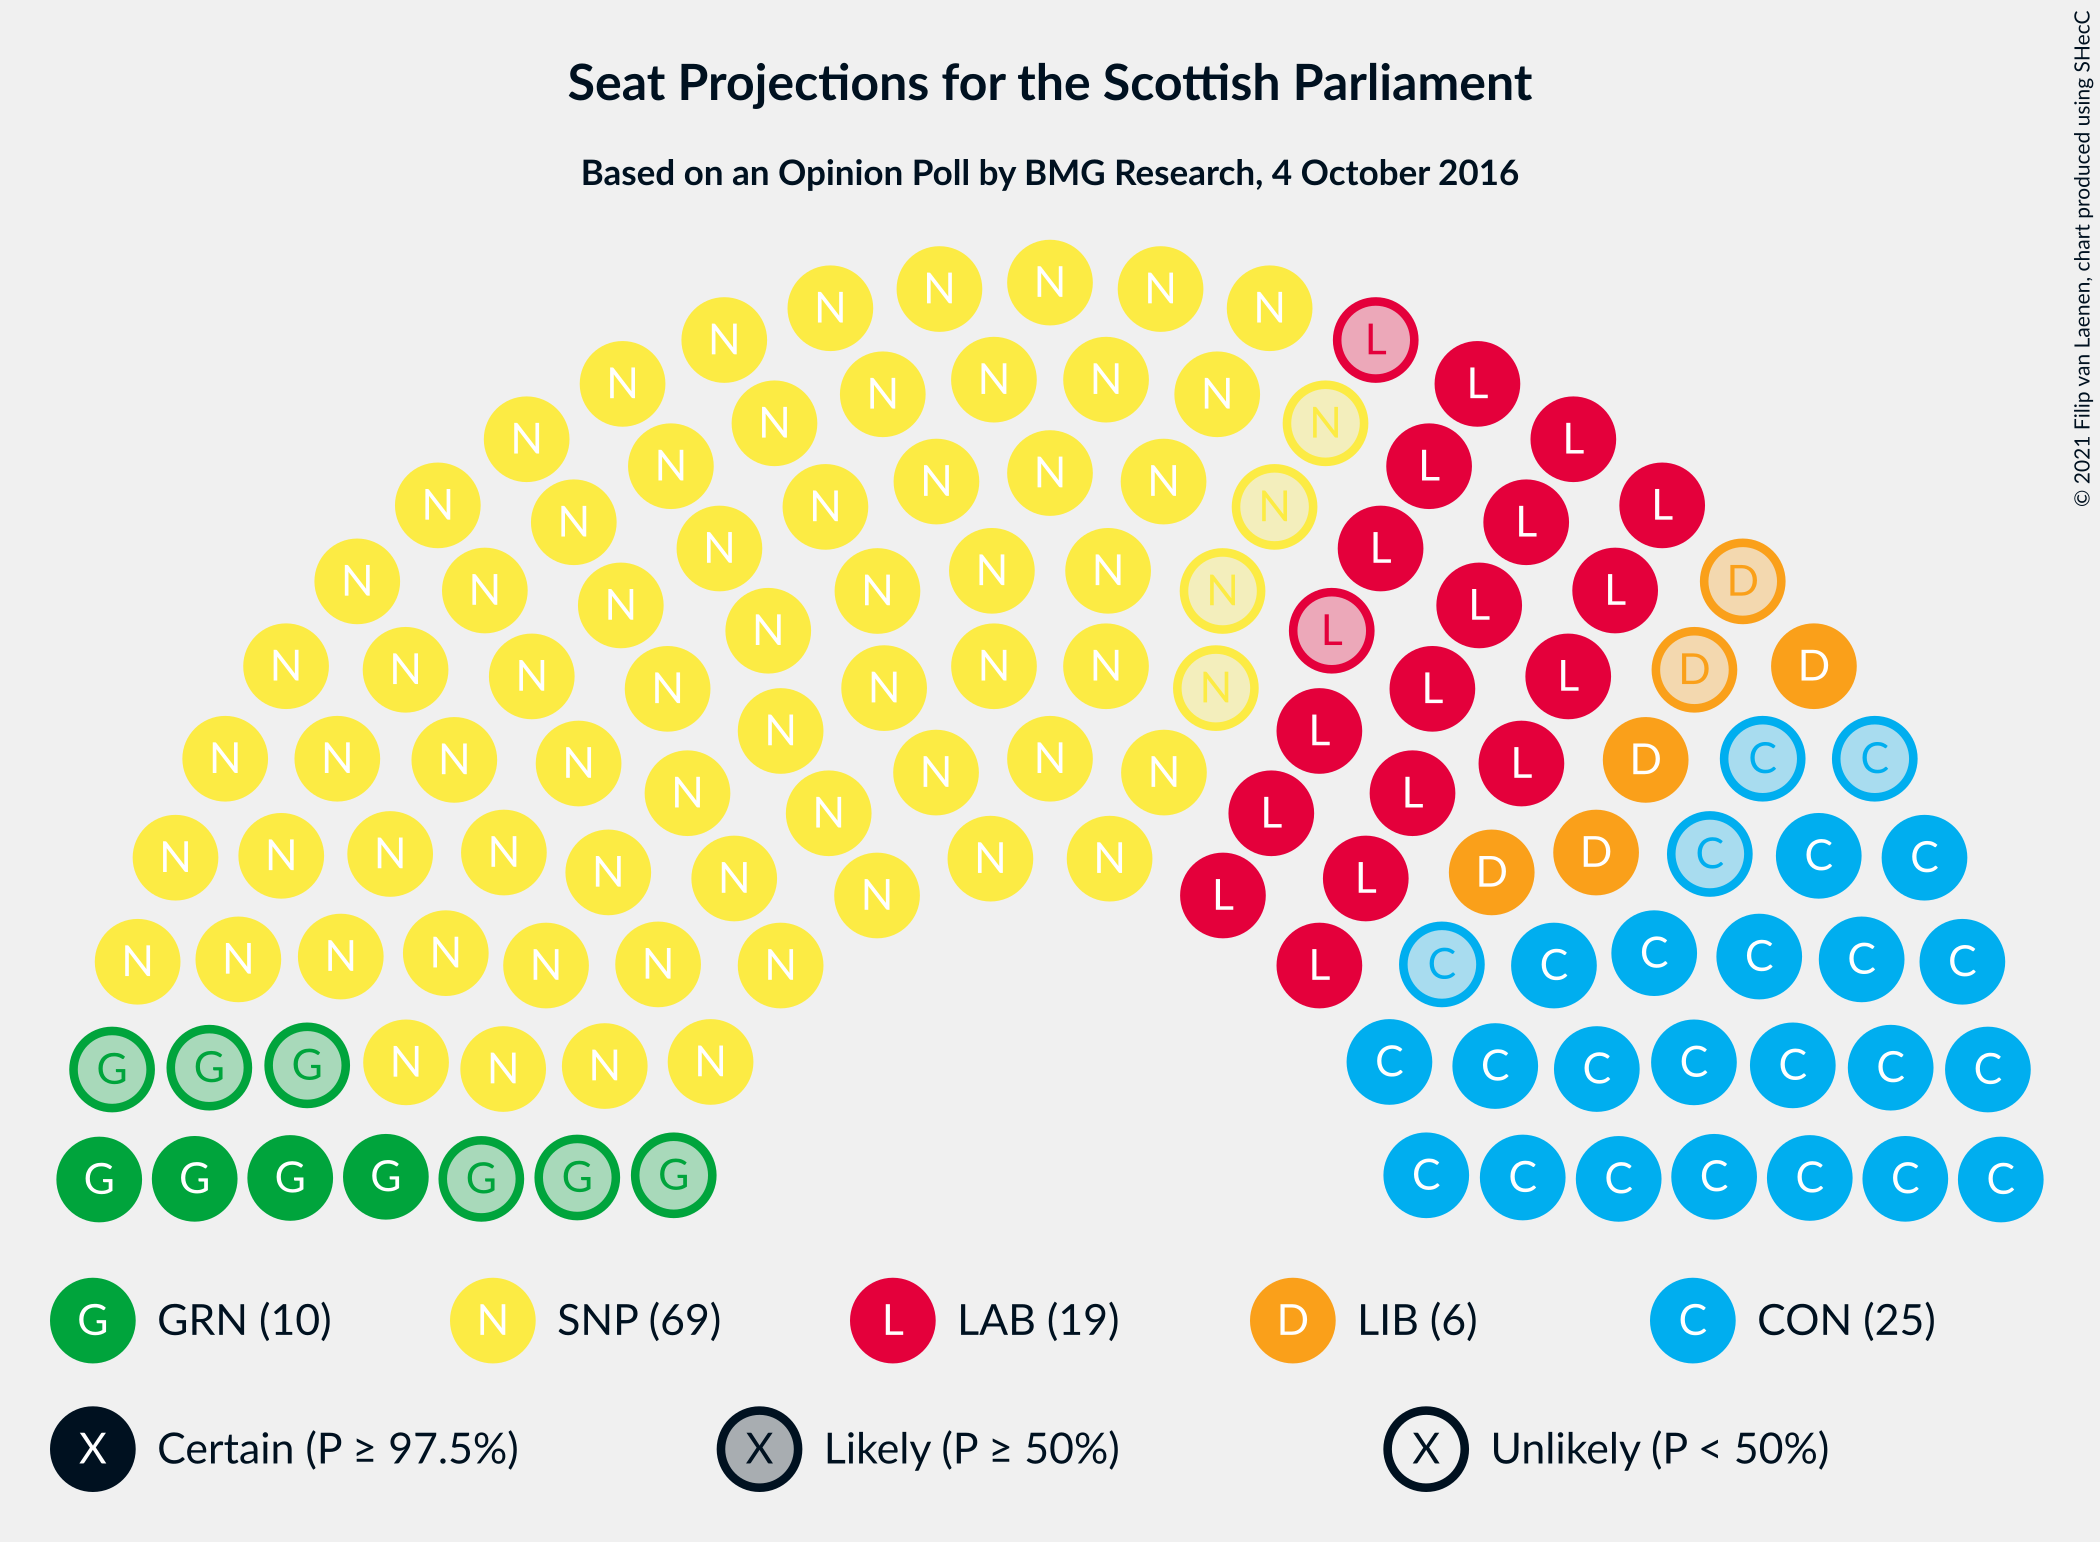 Seat Projections for the Scottish Parliament
Based on an Opinion Poll by BMG Research, 4 October 2016
© 2021 Filip van Laenen, chart produced using SHecC
N N N N N
N L
N N N N N L
N N N L
N N N N N N N L L
N N L L
N N N N N N N L L D
N N N N N N N N N L L L D D
N N N N N N N N N L L L D C C
N N N N N N N N N N L L L D D C C C
N N N N N N N L C C C C C C
G G G N N N N C C C C C C C
G G G G G G G C C C C C C C
G GRN (10) N SNP (69) L LAB (19) D LIB (6) C CON (25)
X Certain (P ≥ 97.5%) X Likely (P ≥ 50%) X Unlikely (P < 50%)